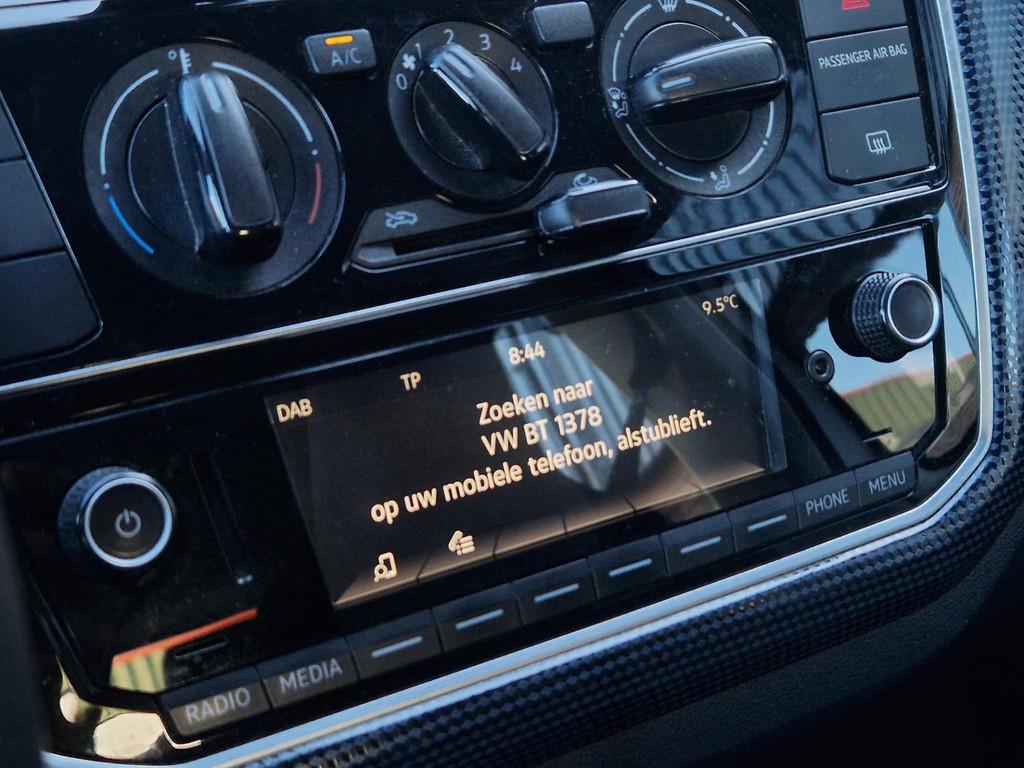 A/C
0 1 2 3 4
PASSENGER AIR BAG
9.5°C
8:44
TP
DAB
Zoeken naar
VW BT 1378
op uw mobiele telefoon, alstublieft.
RADIO
MEDIA
PHONE
MENU